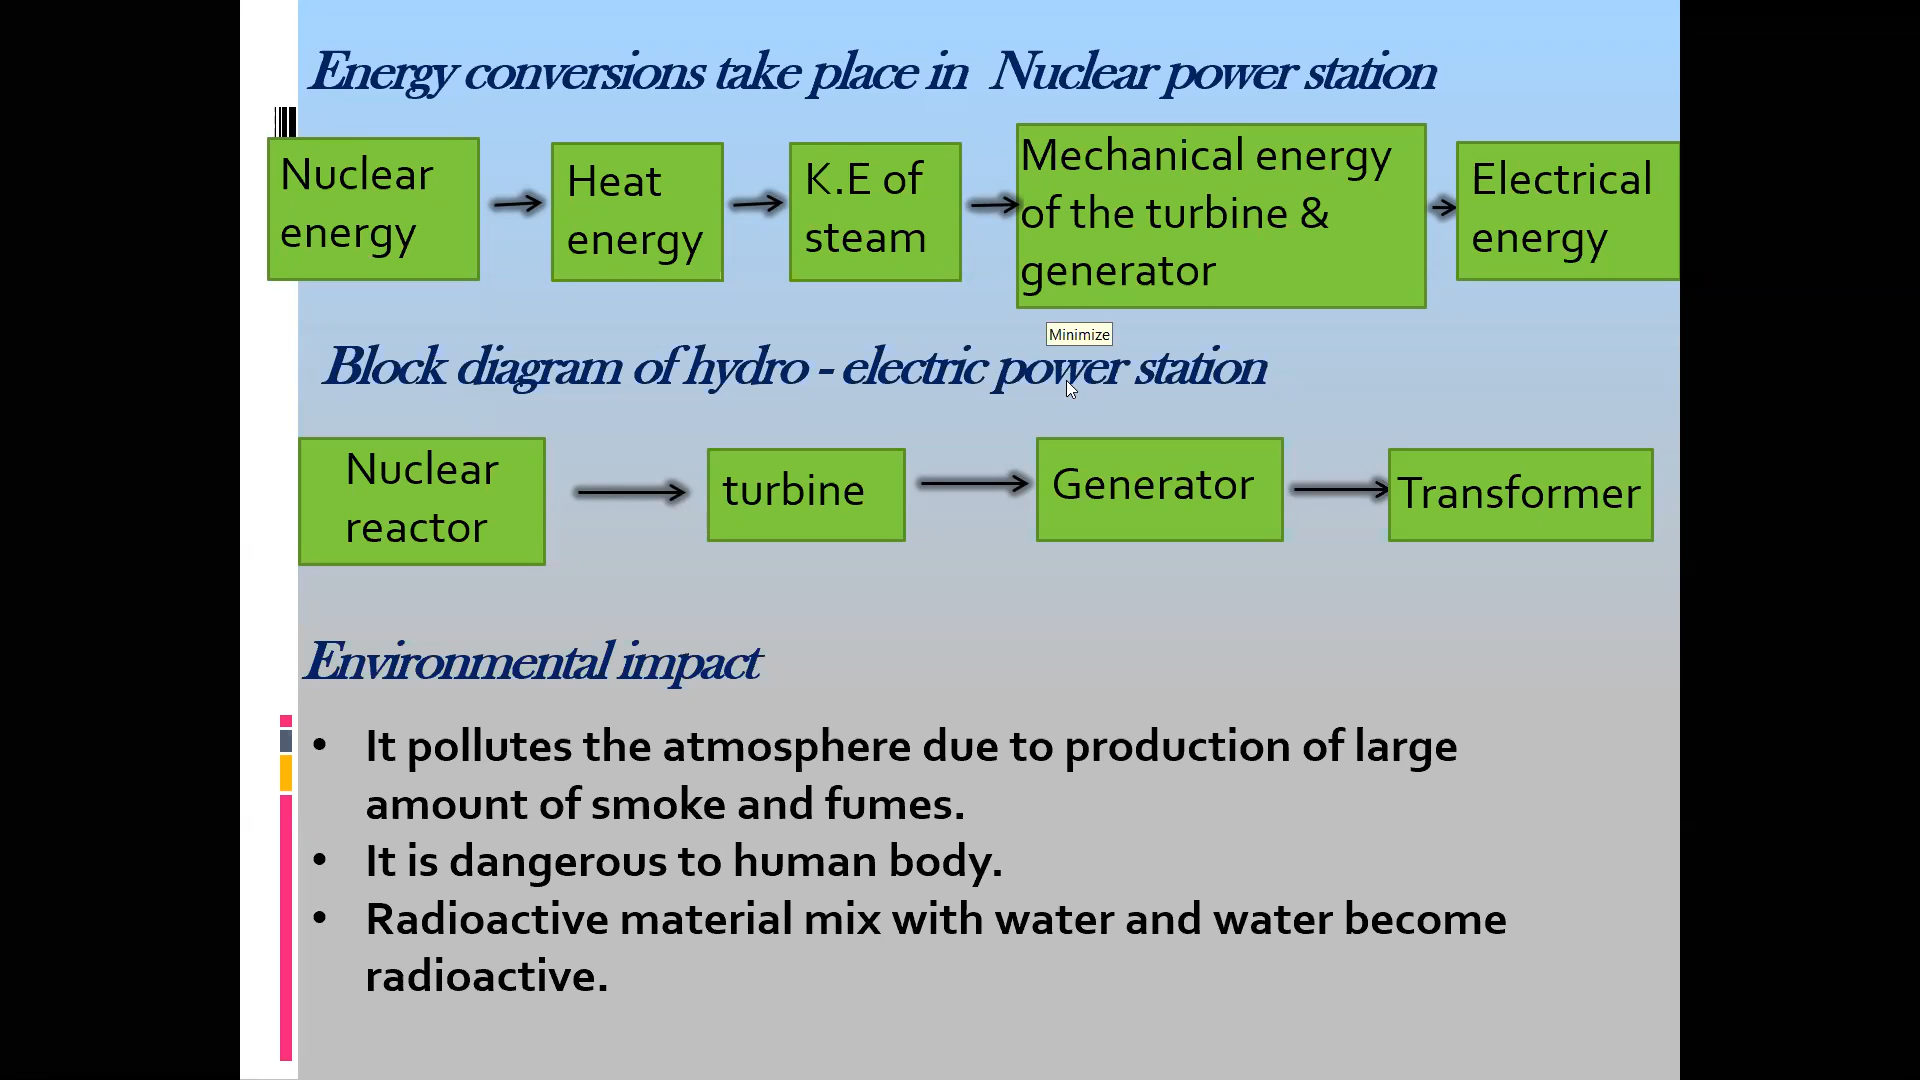 Energy conversions take place in Nuclear power station
Nuclear
energy
Heat
energy
K.E of
steam
Mechanical energy
of the turbine &
generator
Electrical
energy
Minimize
Block diagram of hydro - electric power station
Nuclear
reactor
turbine
Generator
Transformer
Environmental impact
• It pollutes the atmosphere due to production of large
amount of smoke and fumes.
• It is dangerous to human body.
• Radioactive material mix with water and water become
radioactive.